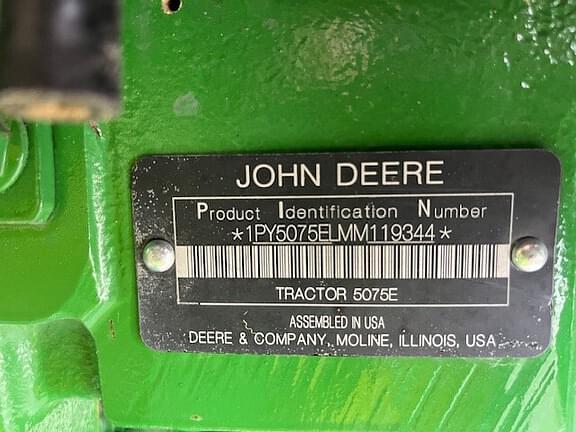 JOHN DEERE
Product Identification Number
*1PY5075ELMM119344*
TRACTOR 5075E
ASSEMBLED IN USA
DEERE & COMPANY, MOLINE, ILLINOIS, USA